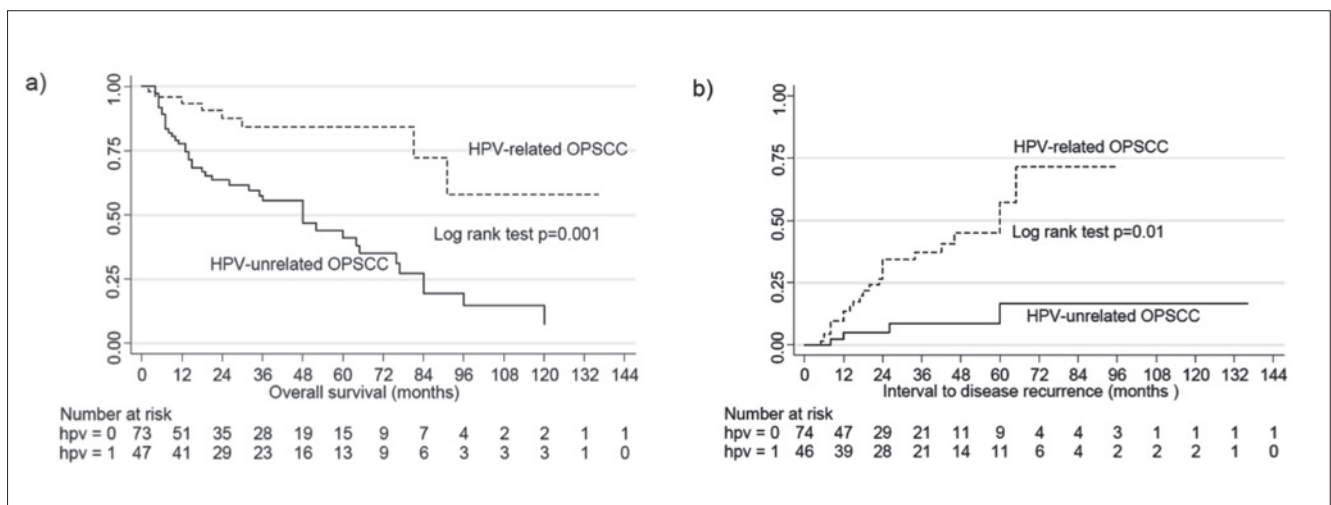 a)
1.00
0.75
0.50
0.25
0.00
HPV-related OPSCC
Log rank test p=0.001
HPV-unrelated OPSCC
0 12 24 36 48 60 72 84 96 108 120 132 144
Overall survival (months)
Number at risk
hpv = 0 73 51 35 28 19 15 9 7 4 2 2 1 1
hpv = 1 47 41 29 23 16 13 9 6 3 3 3 1 0
b)
1.00
0.75
0.50
0.25
0.00
HPV-related OPSCC
Log rank test p=0.01
HPV-unrelated OPSCC
0 12 24 36 48 60 72 84 96 108 120 132 144
Interval to disease recurrence (months )
Number at risk
hpv = 0 74 47 29 21 11 9 4 4 3 1 1 1 1
hpv = 1 46 39 28 21 14 11 6 4 2 2 2 1 0